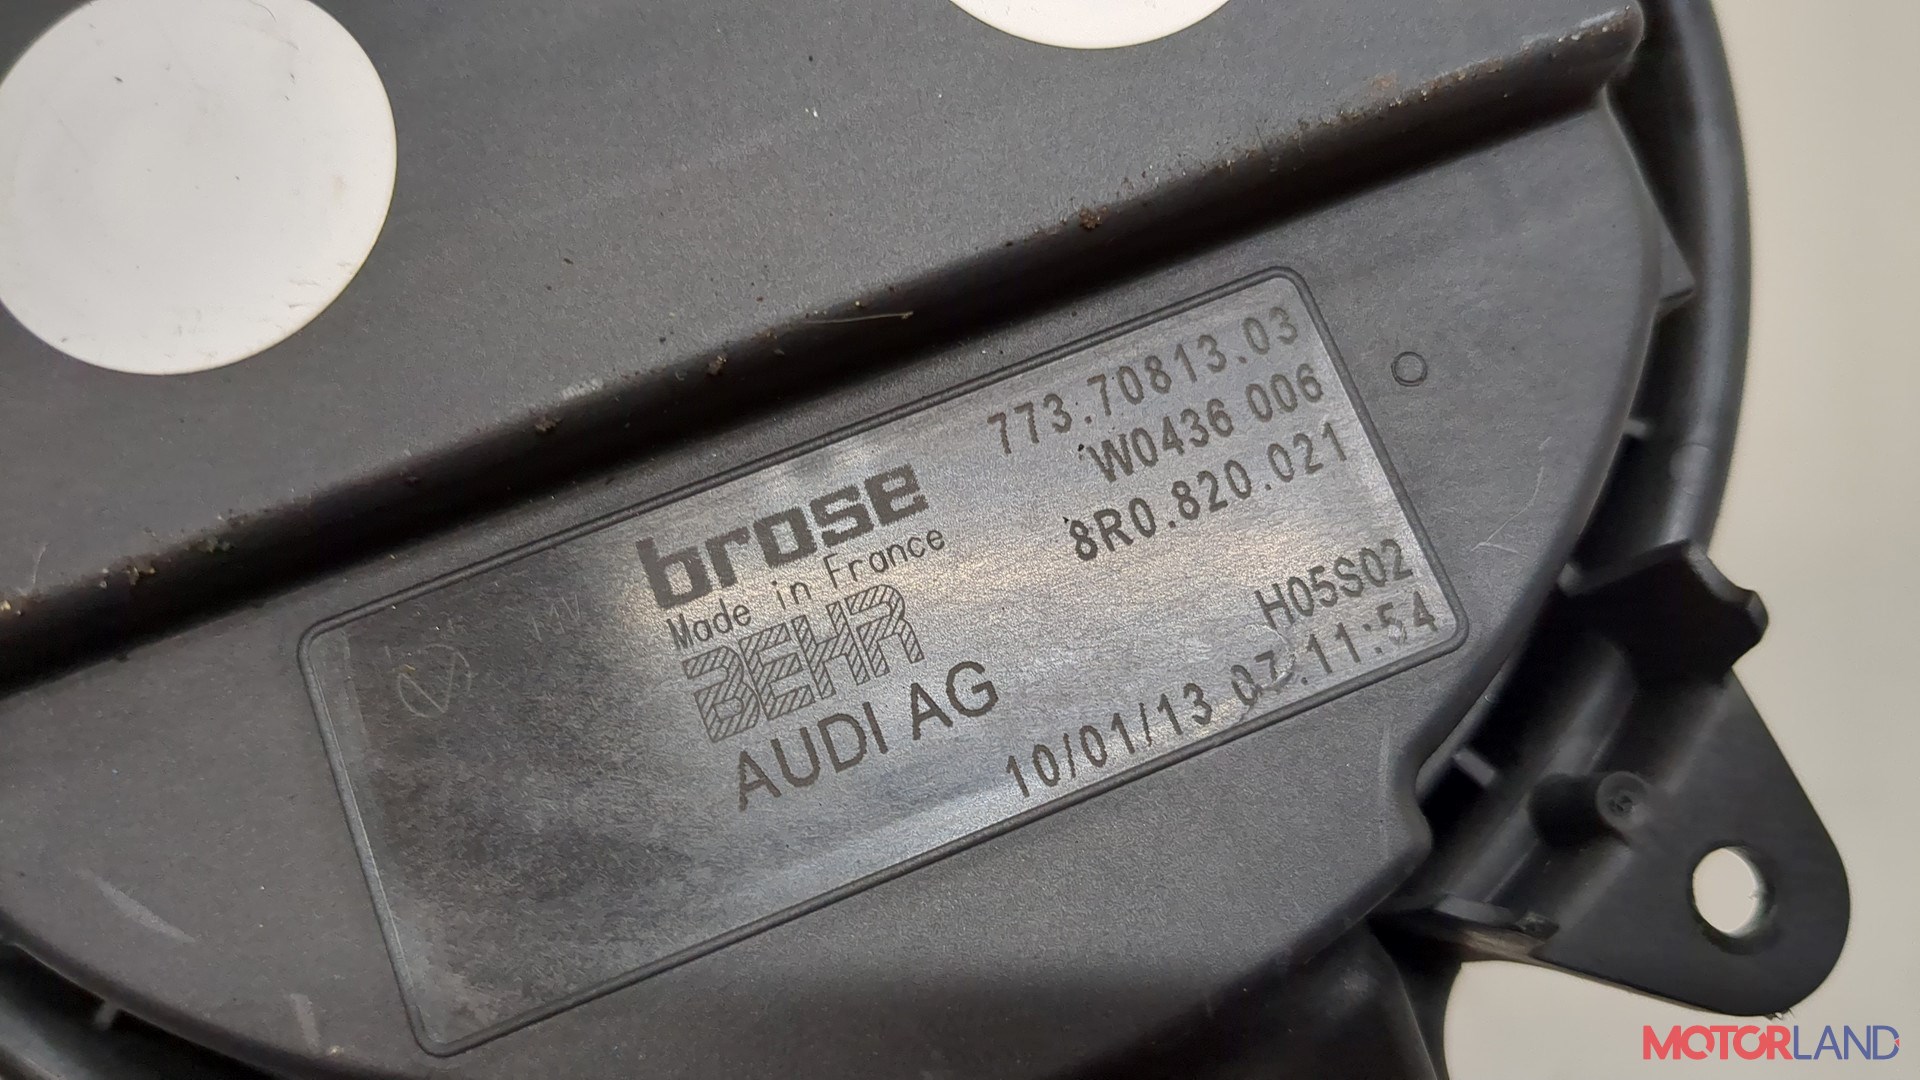 773.70813.03
W0436 006
8R0.820.021
brose
Made in France
BEHR
AUDI AG
H05S02
10/01/13 07:11:54
MOTORLAND